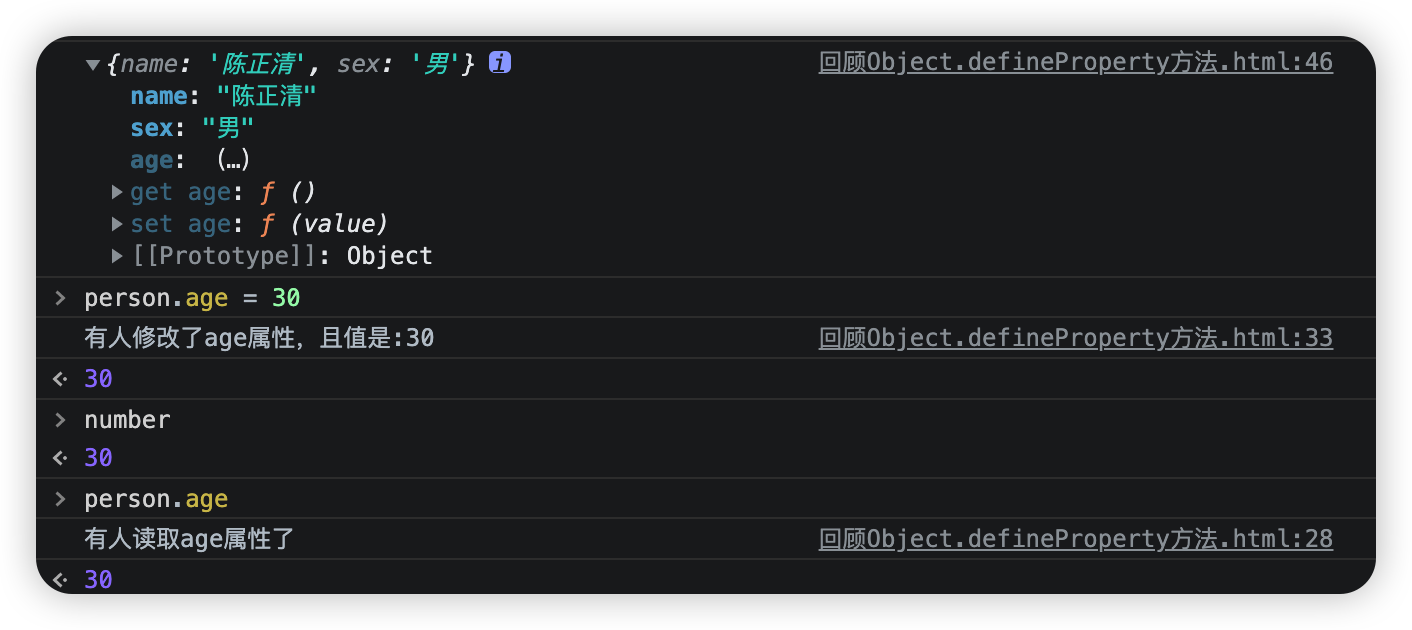 {name: '陈正清', sex: '男'} i 回顾Object.defineProperty方法.html:46
name: "陈正清"
sex: "男"
age: (…)
get age: ƒ ()
set age: ƒ (value)
[[Prototype]]: Object
person.age = 30
有人修改了age属性，且值是:30 回顾Object.defineProperty方法.html:33
30
number
30
person.age
有人读取age属性了 回顾Object.defineProperty方法.html:28
30